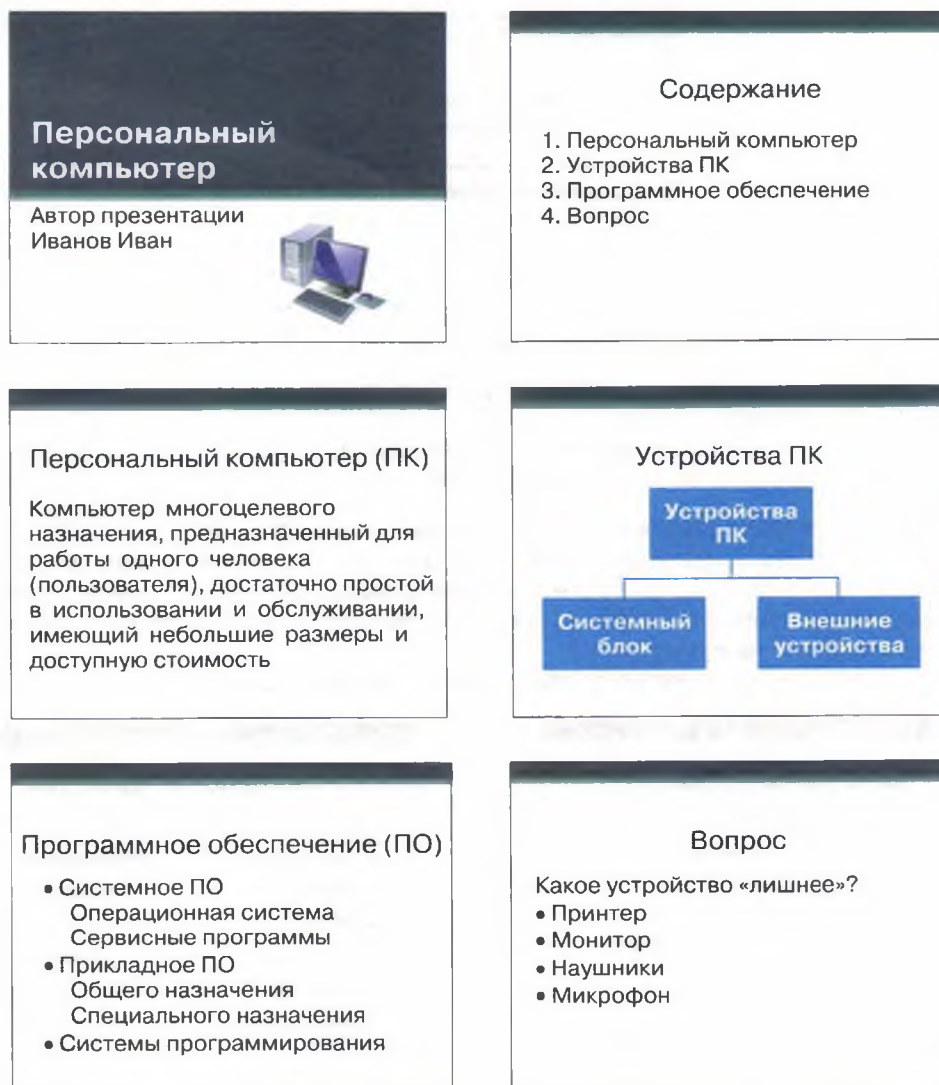 Персональный
компьютер
Автор презентации
Иванов Иван
Содержание
1. Персональный компьютер
2. Устройства ПК
3. Программное обеспечение
4. Вопрос
Персональный компьютер (ПК)
Компьютер многоцелевого
назначения, предназначенный для
работы одного человека
(пользователя), достаточно простой
в использовании и обслуживании,
имеющий небольшие размеры и
доступную стоимость
Устройства ПК
Устройства
ПК
Системный
блок
Внешние
устройства
Программное обеспечение (ПО)
• Системное ПО
Операционная система
Сервисные программы
• Прикладное ПО
Общего назначения
Специального назначения
• Системы программирования
Вопрос
Какое устройство «лишнее»?
• Принтер
• Монитор
• Наушники
• Микрофон